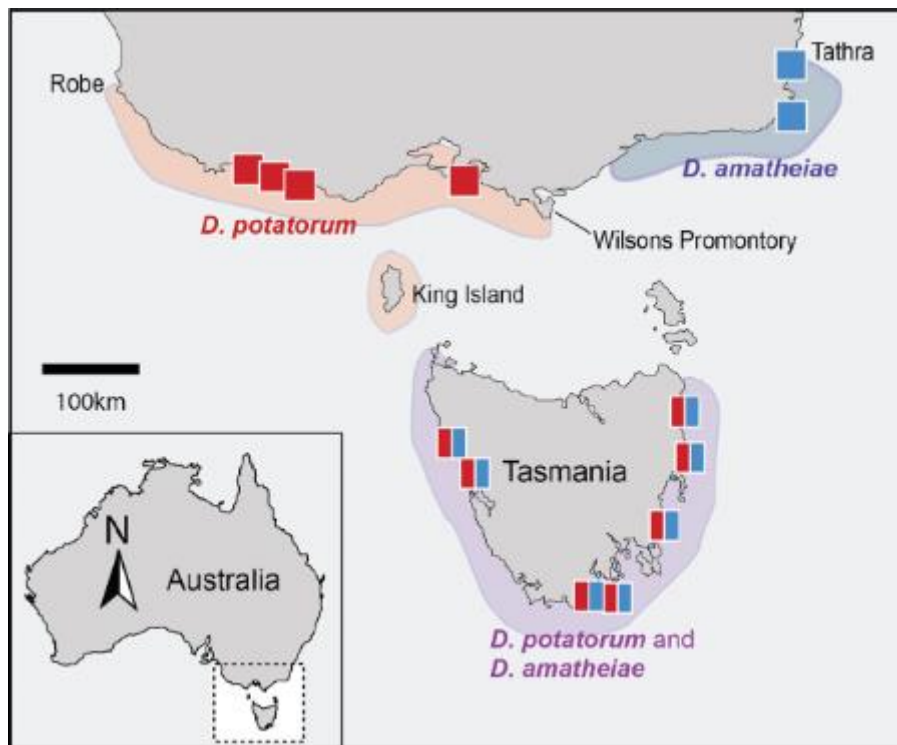 Robe
Tathra
D. amatheiae
D. potatorum
Wilsons Promontory
King Island
100km
Tasmania
N
Australia
D. potatorum and
D. amatheiae